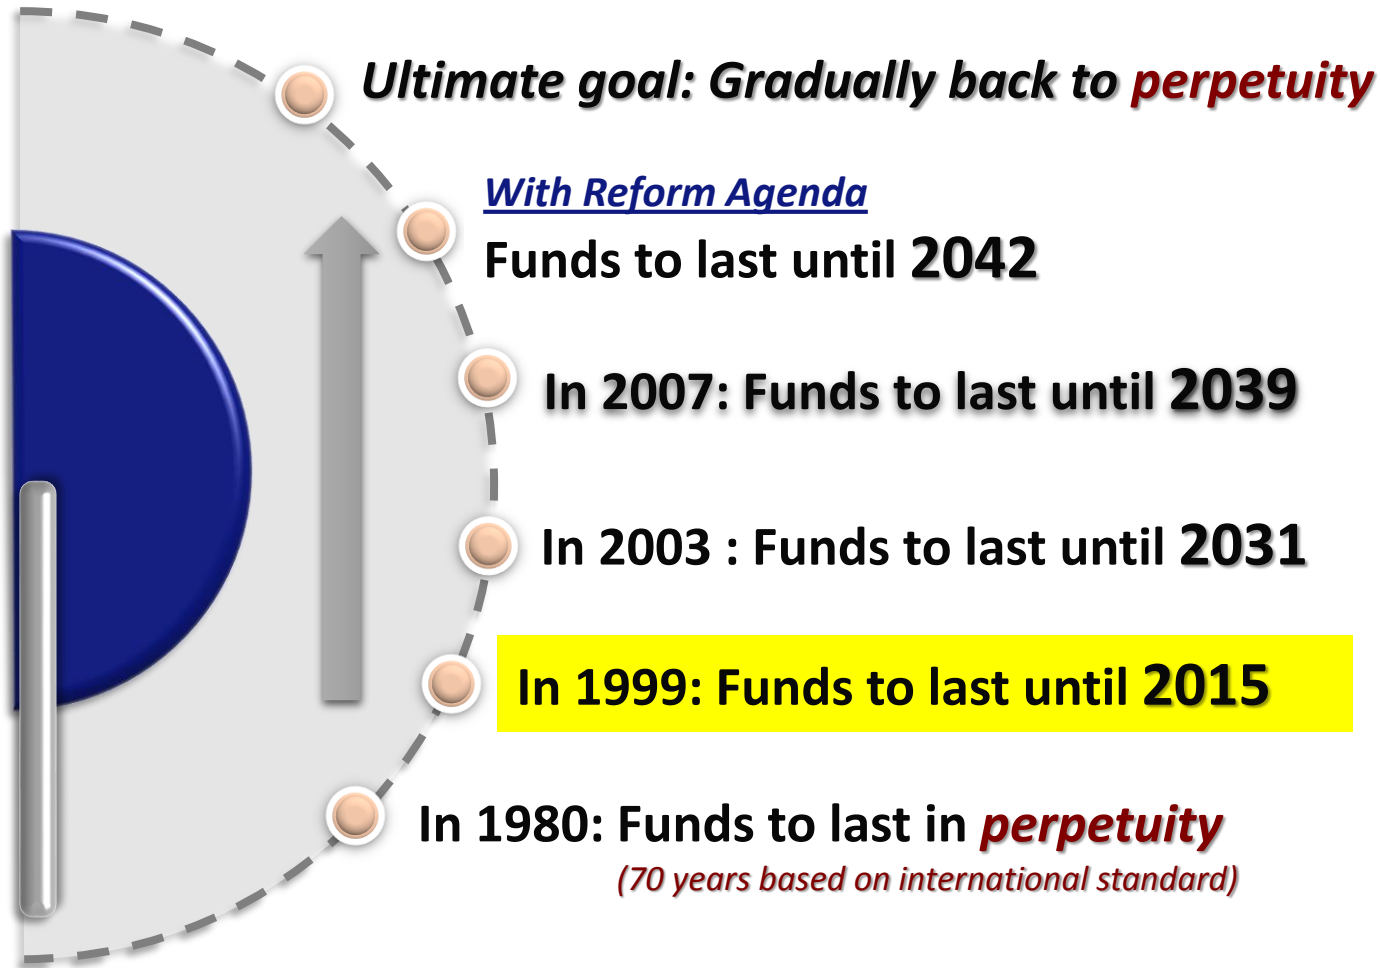 Ultimate goal: Gradually back to perpetuity
With Reform Agenda
Funds to last until 2042
In 2007: Funds to last until 2039
In 2003 : Funds to last until 2031
In 1999: Funds to last until 2015
In 1980: Funds to last in perpetuity
(70 years based on international standard)